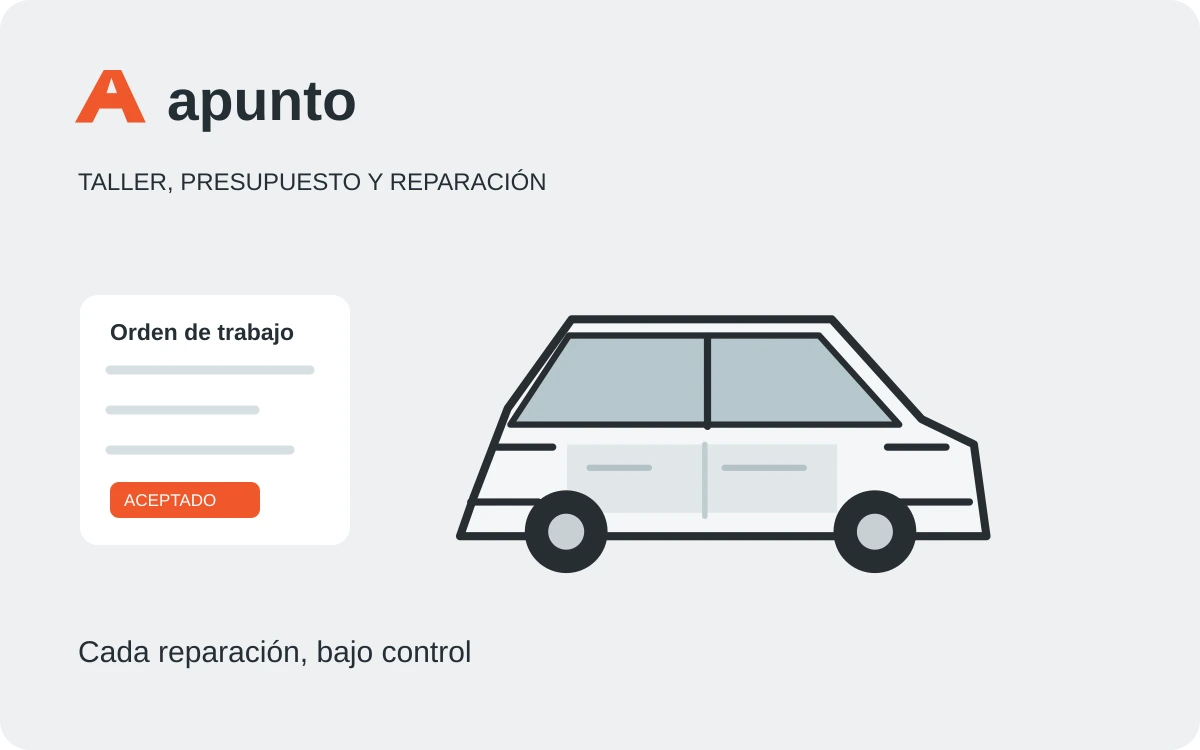 A apunto
TALLER, PRESUPUESTO Y REPARACIÓN
Orden de trabajo
ACEPTADO
Cada reparación, bajo control